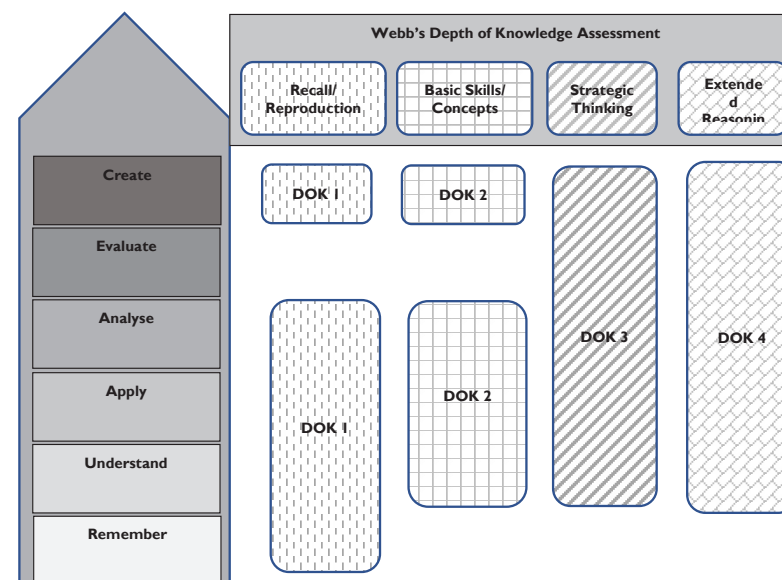 Webb's Depth of Knowledge Assessment
Recall/
Reproduction
Basic Skills/
Concepts
Strategic
Thinking
Extende
d
Reasonin
Create
DOK 1
DOK 2
Evaluate
Analyse
DOK 3
DOK 4
Apply
DOK 2
DOK 1
Understand
Remember